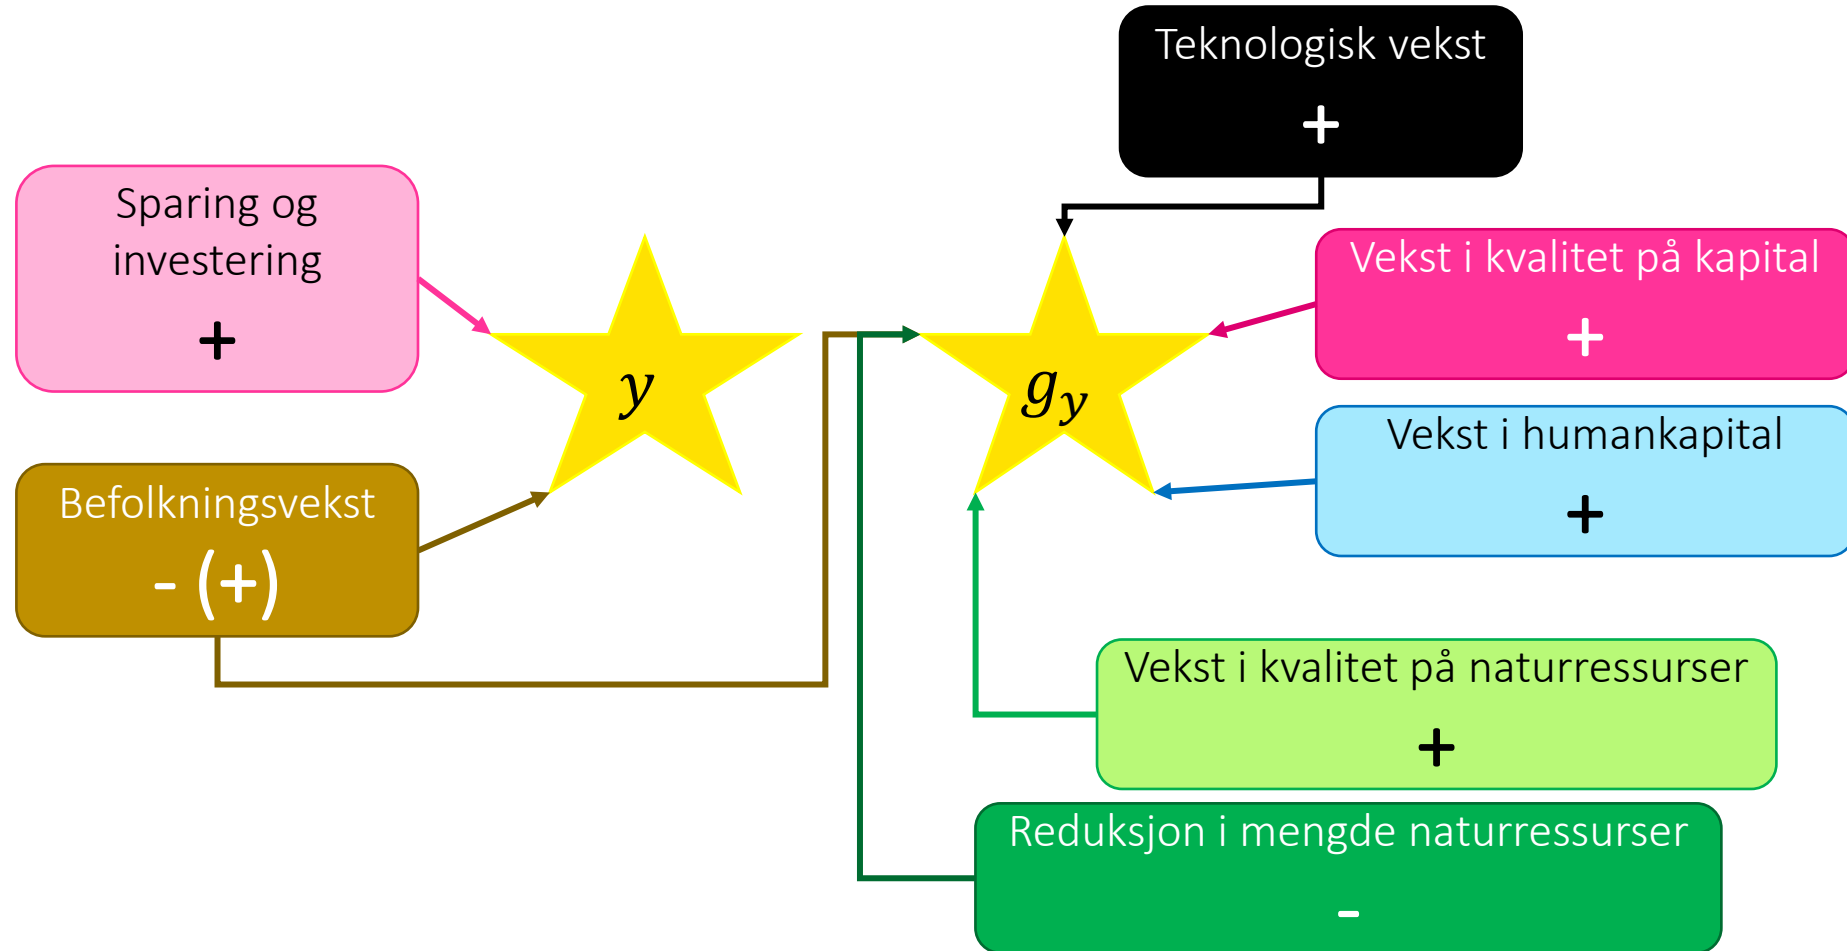 Teknologisk vekst
+
Sparing og
investering
+
Vekst i kvalitet på kapital
+
y
g_y
Vekst i humankapital
+
Befolkningsvekst
- (+)
Vekst i kvalitet på naturressurser
+
Reduksjon i mengde naturressurser
-